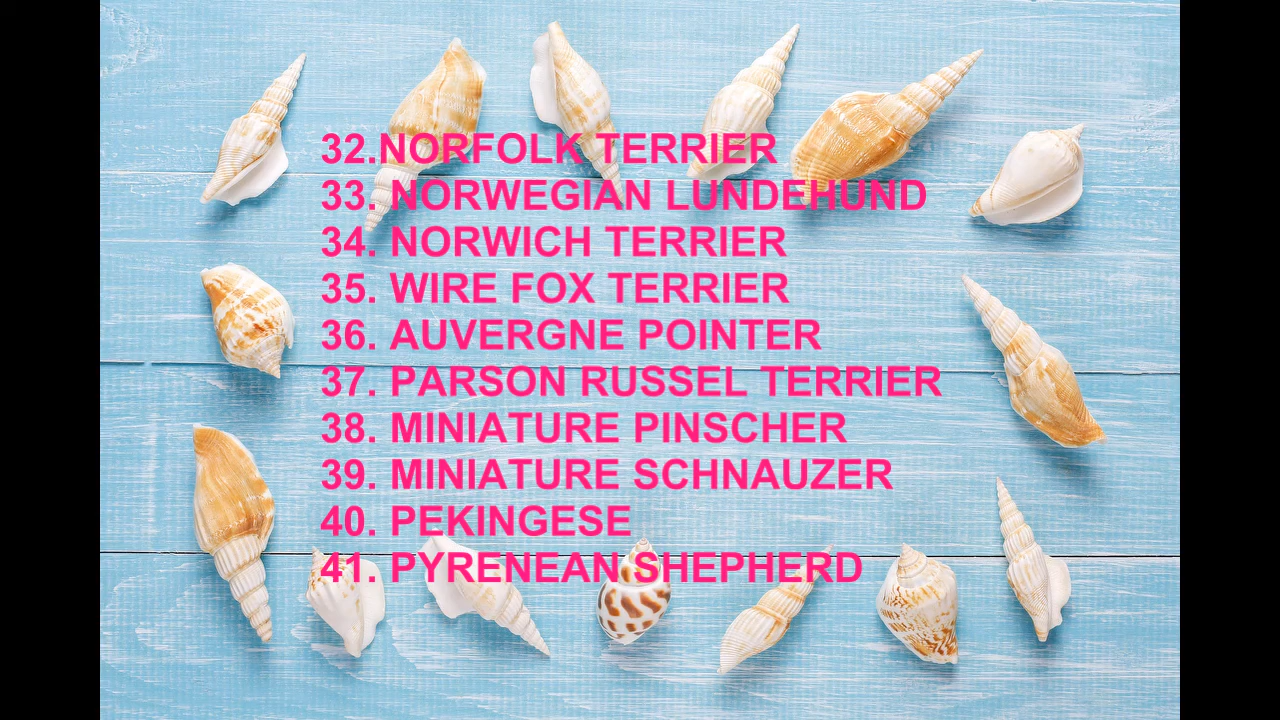 32.NORFOLK TERRIER
33. NORWEGIAN LUNDEHUND
34. NORWICH TERRIER
35. WIRE FOX TERRIER
36. AUVERGNE POINTER
37. PARSON RUSSEL TERRIER
38. MINIATURE PINSCHER
39. MINIATURE SCHNAUZER
40. PEKINGESE
41. PYRENEAN SHEPHERD